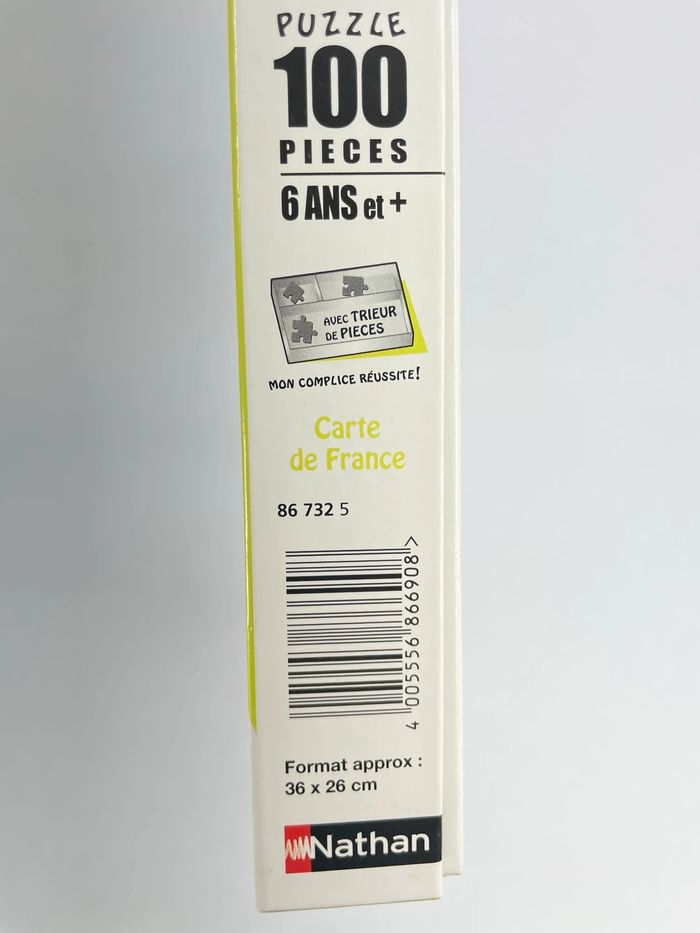 PUZZLE
100
PIECES
6 ANS et +
AVEC TRIEUR
DE PIECES
MON COMPLICE RÉUSSITE!
Carte
de France
86 732 5
4 005556 866908 >
Format approx :
36 x 26 cm
Nathan